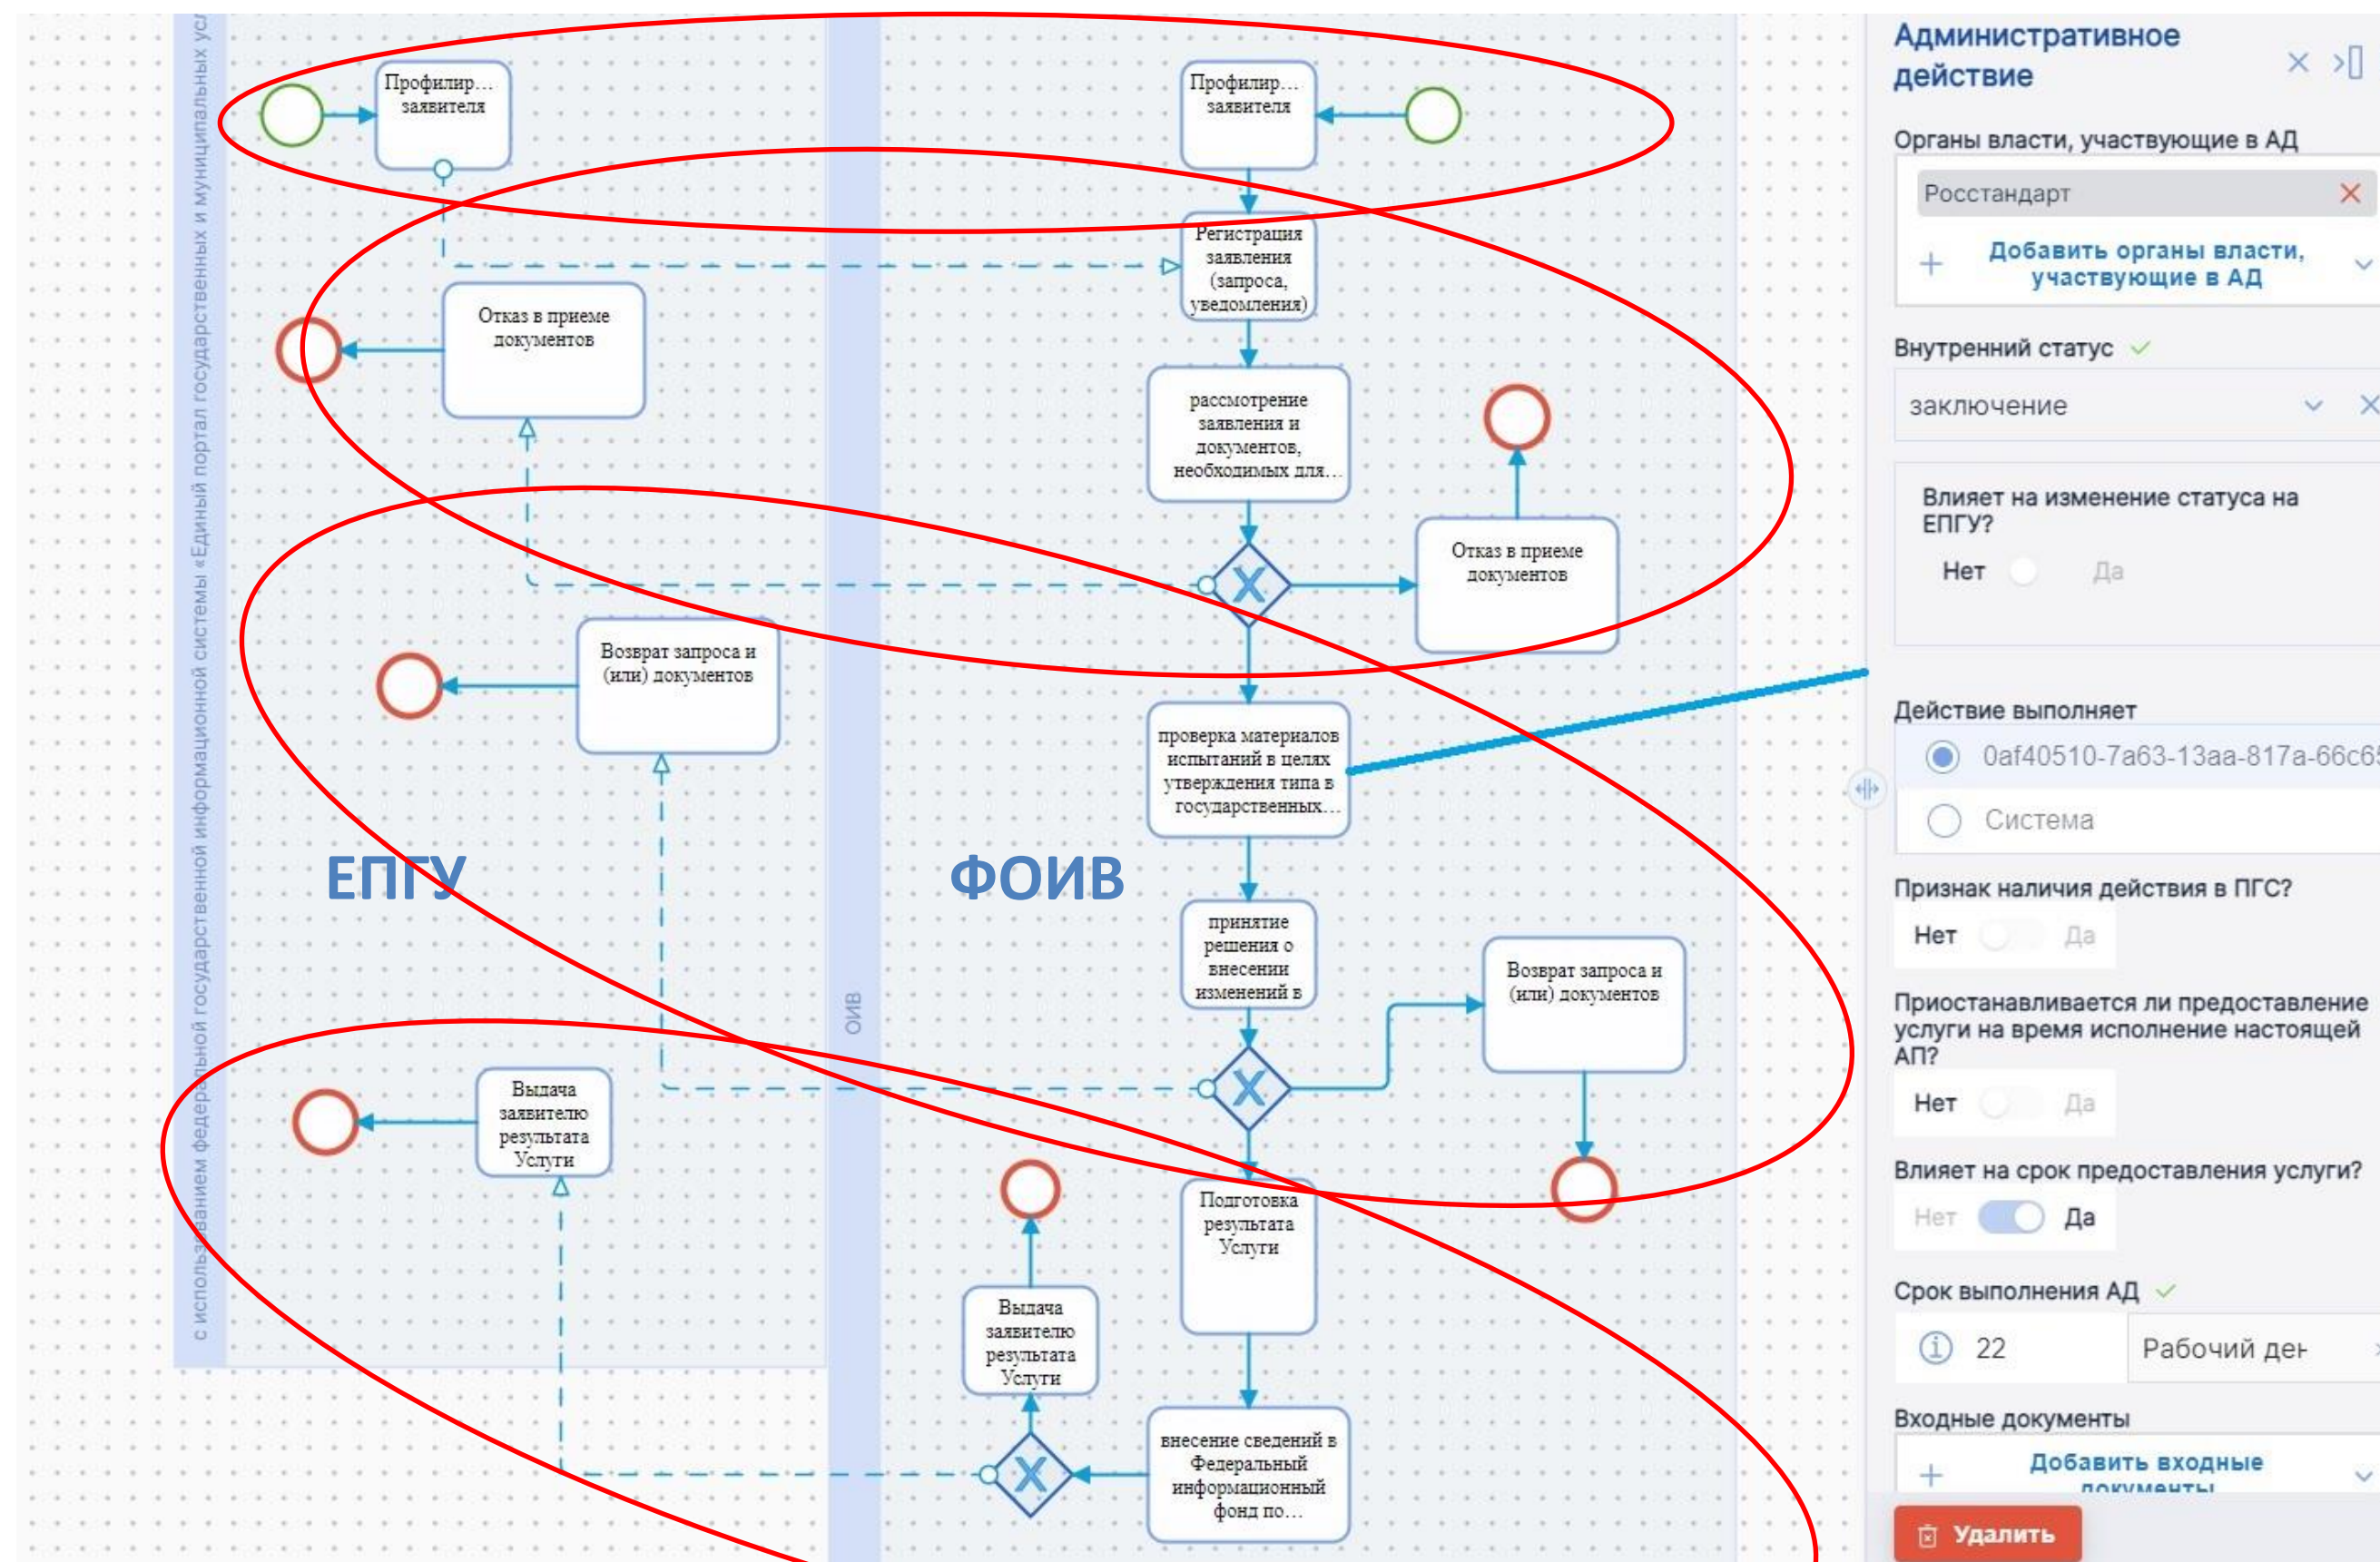 с использованием федеральной государственной информационной системы «Единый портал государственных и муниципальных
Профилир...
заявителя
Профилир...
заявителя
Регистрация
заявления
(запроса,
уведомления)
Отказ в приеме
документов
рассмотрение
заявления и
документов,
необходимых для...
Отказ в приеме
документов
Возврат запроса и
(или) документов
проверка материалов
испытаний в целях
утверждения типа в
государственных...
ЕПГУ
ФОИВ
принятие
решения о
внесении
изменений в
Возврат запроса и
(или) документов
ОИВ
Выдача
заявителю
результата
Услуги
Подготовка
результата
Услуги
Выдача
заявителю
результата
Услуги
внесение сведений в
Федеральный
информационный
фонд по...
Административное
действие
Органы власти, участвующие в АД
Росстандарт
Добавить органы власти,
участвующие в АД
Внутренний статус
заключение
Влияет на изменение статуса на
ЕПГУ?
Нет Да
Действие выполняет
0af40510-7a63-13aa-817a-66c65
Система
Признак наличия действия в ПГС?
Нет Да
Приостанавливается ли предоставление
услуги на время исполнение настоящей
АП?
Нет Да
Влияет на срок предоставления услуги?
Нет Да
Срок выполнения АД
22 Рабочий ден
Входные документы
Добавить входные
документы
Удалить